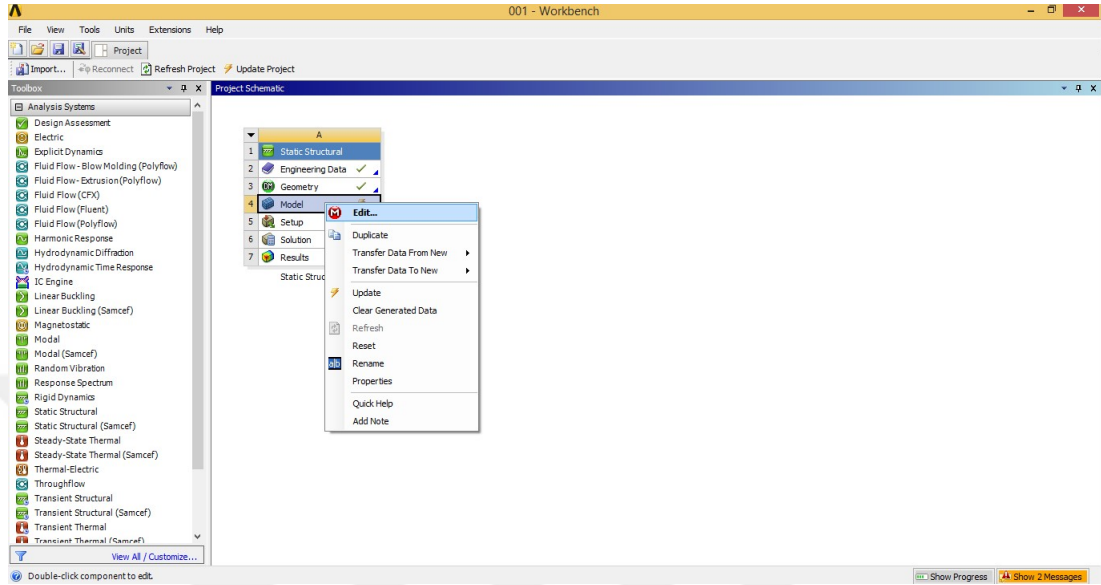 001 - Workbench
File View Tools Units Extensions Help
Project
Import... Reconnect Refresh Project Update Project
Toolbox
Project Schematic
Analysis Systems
Design Assessment
Electric
Explicit Dynamics
Fluid Flow - Blow Molding (Polyflow)
Fluid Flow - Extrusion (Polyflow)
Fluid Flow (CFX)
Fluid Flow (Fluent)
Fluid Flow (Polyflow)
Harmonic Response
Hydrodynamic Diffraction
Hydrodynamic Time Response
IC Engine
Linear Buckling
Linear Buckling (Samcef)
Magnetostatic
Modal
Modal (Samcef)
Random Vibration
Response Spectrum
Rigid Dynamics
Static Structural
Static Structural (Samcef)
Steady-State Thermal
Steady-State Thermal (Samcef)
Thermal-Electric
Throughflow
Transient Structural
Transient Structural (Samcef)
Transient Thermal
Transient Thermal (Samcef)
View All / Customize...
A
1 Static Structural
2 Engineering Data
3 Geometry
4 Model
5 Setup
6 Solution
7 Results
Static Struc
Edit...
Duplicate
Transfer Data From New
Transfer Data To New
Update
Clear Generated Data
Refresh
Reset
a|b Rename
Properties
Quick Help
Add Note
Double-click component to edit.
Show Progress Show 2 Messages